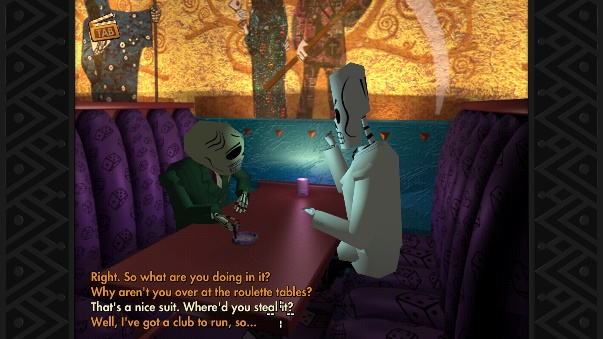 TAB
Right. So what are you doing in it?
Why aren't you over at the roulette tables?
That's a nice suit. Where'd you steal it?
Well, I've got a club to run, so...